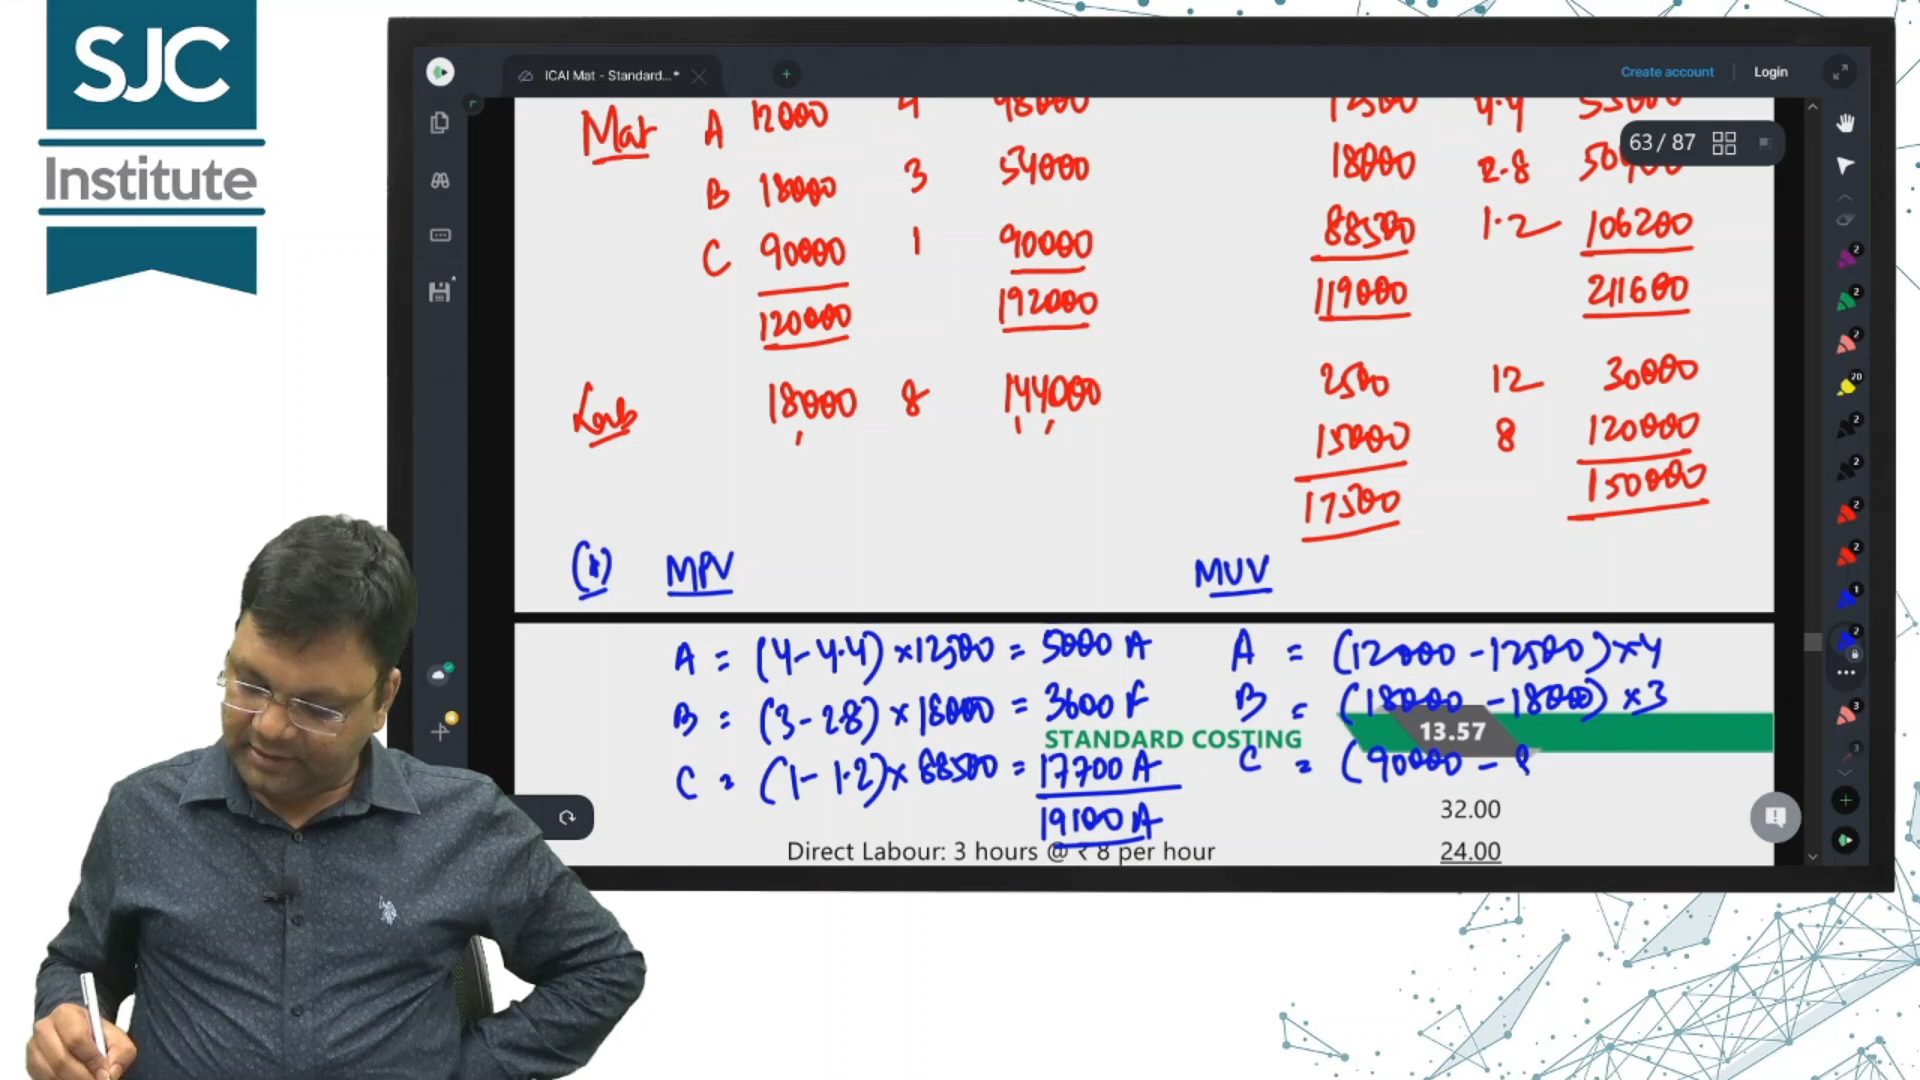 SJC
Institute
ICAI Mat - Standard...*
Create account
Login
63 / 87
Mat A 12000 4 48000 12500 4.4 55000
B 18000 3 54000 18000 2.8 50400
C 90000 1 90000 88500 1.2 106200
120000 192000 119000 211600
Lab 18000 8 144000 2500 12 30000
15000 8 120000
17500 150000
MPV MUV
A = (4-4.4) × 12500 = 5000 A A = (12000 - 12500) × 4
B = (3-2.8) × 18000 = 3600 F B = (18000 - 18000) × 3
STANDARD COSTING 13.57
C = (1-1.2) × 88500 = 17700 A C = (90000 -
19100 A
32.00
Direct Labour: 3 hours @ ₹ 8 per hour 24.00